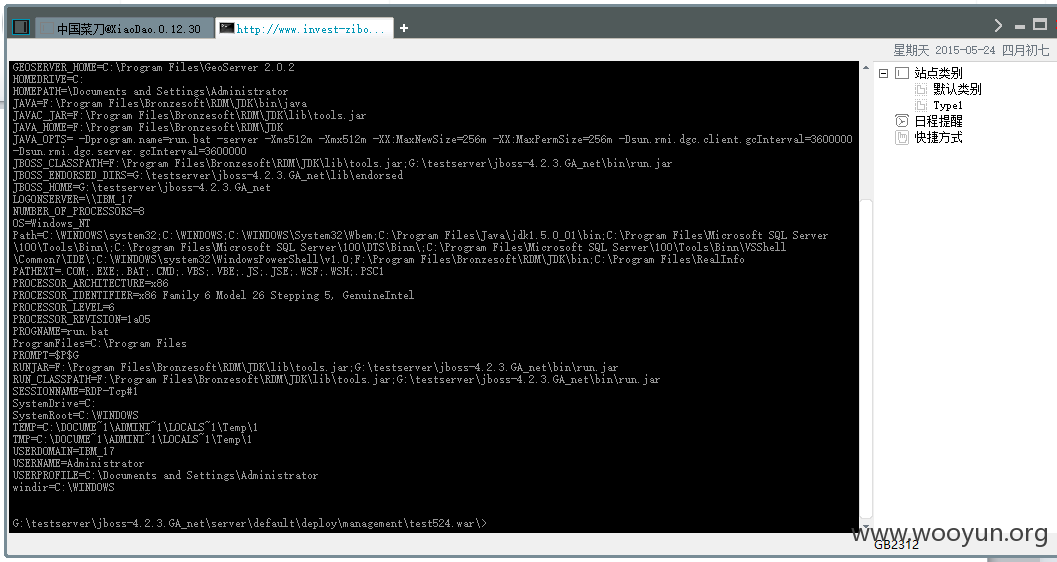 中国菜刀@XiaoDao.0.12.30
http://www.invest-zibo...
星期天 2015-05-24 四月初七
GEOSERVER_HOME=C:\Program Files\GeoServer 2.0.2
HOMEDRIVE=C:
HOMEPATH=\Documents and Settings\Administrator
JAVA=F:\Program Files\Bronzesoft\RDM\JDK\bin\java
JAVAC_JAR=F:\Program Files\Bronzesoft\RDM\JDK\lib\tools.jar
JAVA_HOME=F:\Program Files\Bronzesoft\RDM\JDK
JAVA_OPTS= -Dprogram.name=run.bat -server -Xms512m -Xmx512m -XX:MaxNewSize=256m -XX:MaxPermSize=256m -Dsun.rmi.dgc.client.gcInterval=3600000
-Dsun.rmi.dgc.server.gcInterval=3600000
JBOSS_CLASSPATH=F:\Program Files\Bronzesoft\RDM\JDK\lib\tools.jar;G:\testserver\jboss-4.2.3.GA_net\bin\run.jar
JBOSS_ENDORSED_DIRS=G:\testserver\jboss-4.2.3.GA_net\lib\endorsed
JBOSS_HOME=G:\testserver\jboss-4.2.3.GA_net
LOGONSERVER=\\IBM_17
NUMBER_OF_PROCESSORS=8
OS=Windows_NT
Path=C:\WINDOWS\system32;C:\WINDOWS;C:\WINDOWS\System32\Wbem;C:\Program Files\Java\jdk1.5.0_01\bin;C:\Program Files\Microsoft SQL Server
\100\Tools\Binn\;C:\Program Files\Microsoft SQL Server\100\DTS\Binn\;C:\Program Files\Microsoft SQL Server\100\Tools\Binn\VSShell
\Common7\IDE\;C:\WINDOWS\system32\WindowsPowerShell\v1.0;F:\Program Files\Bronzesoft\RDM\JDK\bin;C:\Program Files\RealInfo
PATHEXT=.COM;.EXE;.BAT;.CMD;.VBS;.VBE;.JS;.JSE;.WSF;.WSH;.PSC1
PROCESSOR_ARCHITECTURE=x86
PROCESSOR_IDENTIFIER=x86 Family 6 Model 26 Stepping 5, GenuineIntel
PROCESSOR_LEVEL=6
PROCESSOR_REVISION=1a05
PROGNAME=run.bat
ProgramFiles=C:\Program Files
PROMPT=$P$G
RUNJAR=F:\Program Files\Bronzesoft\RDM\JDK\lib\tools.jar;G:\testserver\jboss-4.2.3.GA_net\bin\run.jar
RUN_CLASSPATH=F:\Program Files\Bronzesoft\RDM\JDK\lib\tools.jar;G:\testserver\jboss-4.2.3.GA_net\bin\run.jar
SESSIONNAME=RDP-Tcp#1
SystemDrive=C:
SystemRoot=C:\WINDOWS
TEMP=C:\DOCUME~1\ADMINI~1\LOCALS~1\Temp\1
TMP=C:\DOCUME~1\ADMINI~1\LOCALS~1\Temp\1
USERDOMAIN=IBM_17
USERNAME=Administrator
USERPROFILE=C:\Documents and Settings\Administrator
windir=C:\WINDOWS
G:\testserver\jboss-4.2.3.GA_net\server\default\deploy\management\test524.war\>
站点类别
默认类别
Type1
日程提醒
快捷方式
www.wooyun.org
GB2312